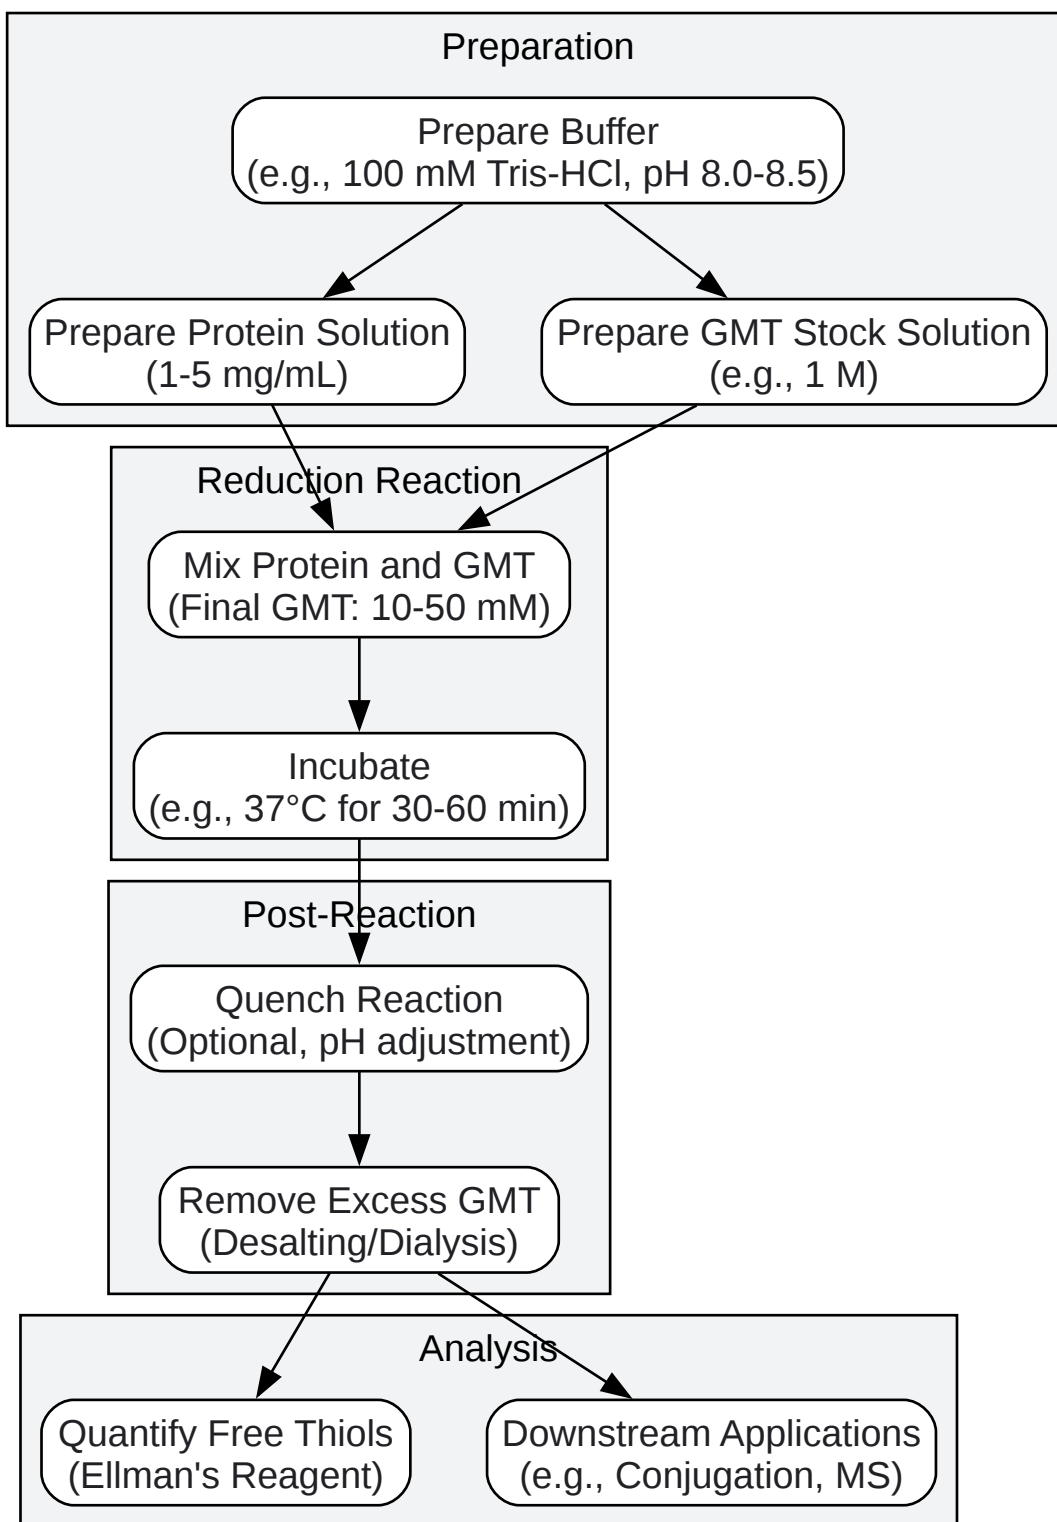 Preparation
Prepare Buffer
(e.g., 100 mM Tris-HCl, pH 8.0-8.5)
Prepare Protein Solution
(1-5 mg/mL)
Prepare GMT Stock Solution
(e.g., 1 M)
Reduction Reaction
Mix Protein and GMT
(Final GMT: 10-50 mM)
Incubate
(e.g., 37°C for 30-60 min)
Post-Reaction
Quench Reaction
(Optional, pH adjustment)
Remove Excess GMT
(Desalting/Dialysis)
Analysis
Quantify Free Thiols
(Ellman's Reagent)
Downstream Applications
(e.g., Conjugation, MS)